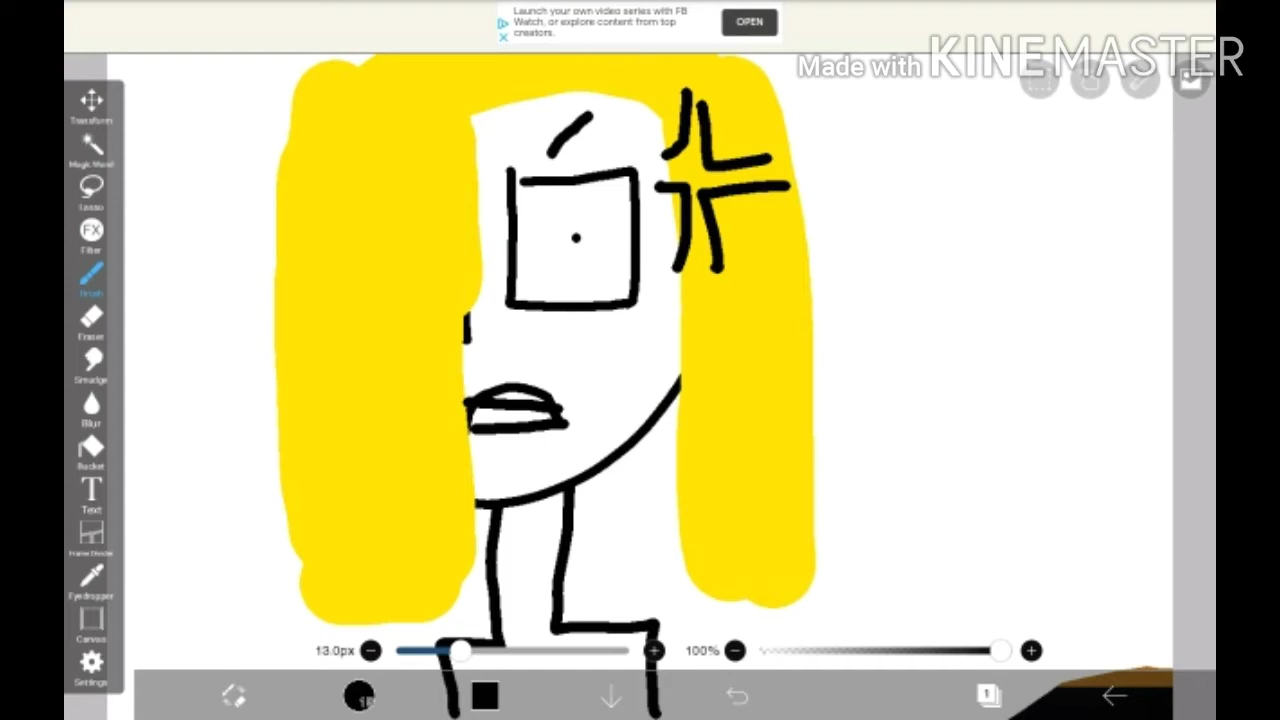 Launch your own video series with FB
Watch, or explore content from top
creators.
OPEN
Made with KINEMASTER
Transform
Magic Wand
Lasso
FX
Filter
Brush
Eraser
Smudge
Blur
Bucket
T
Text
Frame Divider
Eyedropper
Canvas
Settings
13.0px
100%
1